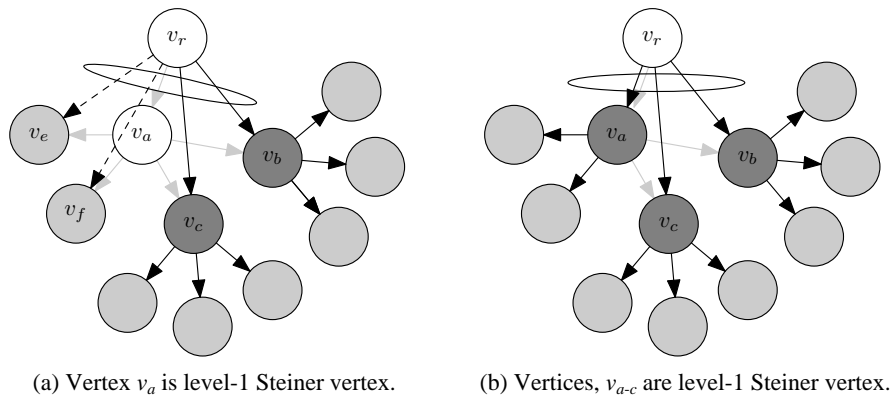 v_r
v_e
v_a
v_b
v_f
v_c
(a) Vertex v_a is level-1 Steiner vertex.
v_r
v_a
v_b
v_c
(b) Vertices, v_{a-c} are level-1 Steiner vertex.